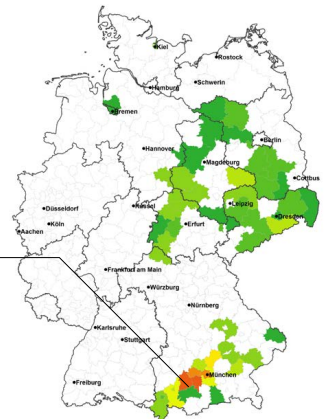 Kiel
Rostock
Schwerin
Hamburg
Bremen
Berlin
Hannover
Magdeburg
Cottbus
Düsseldorf
Kassel
Leipzig
Köln
Dresden
Aachen
Erfurt
Frankfurt am Main
Würzburg
Nürnberg
Karlsruhe
Stuttgart
München
Freiburg